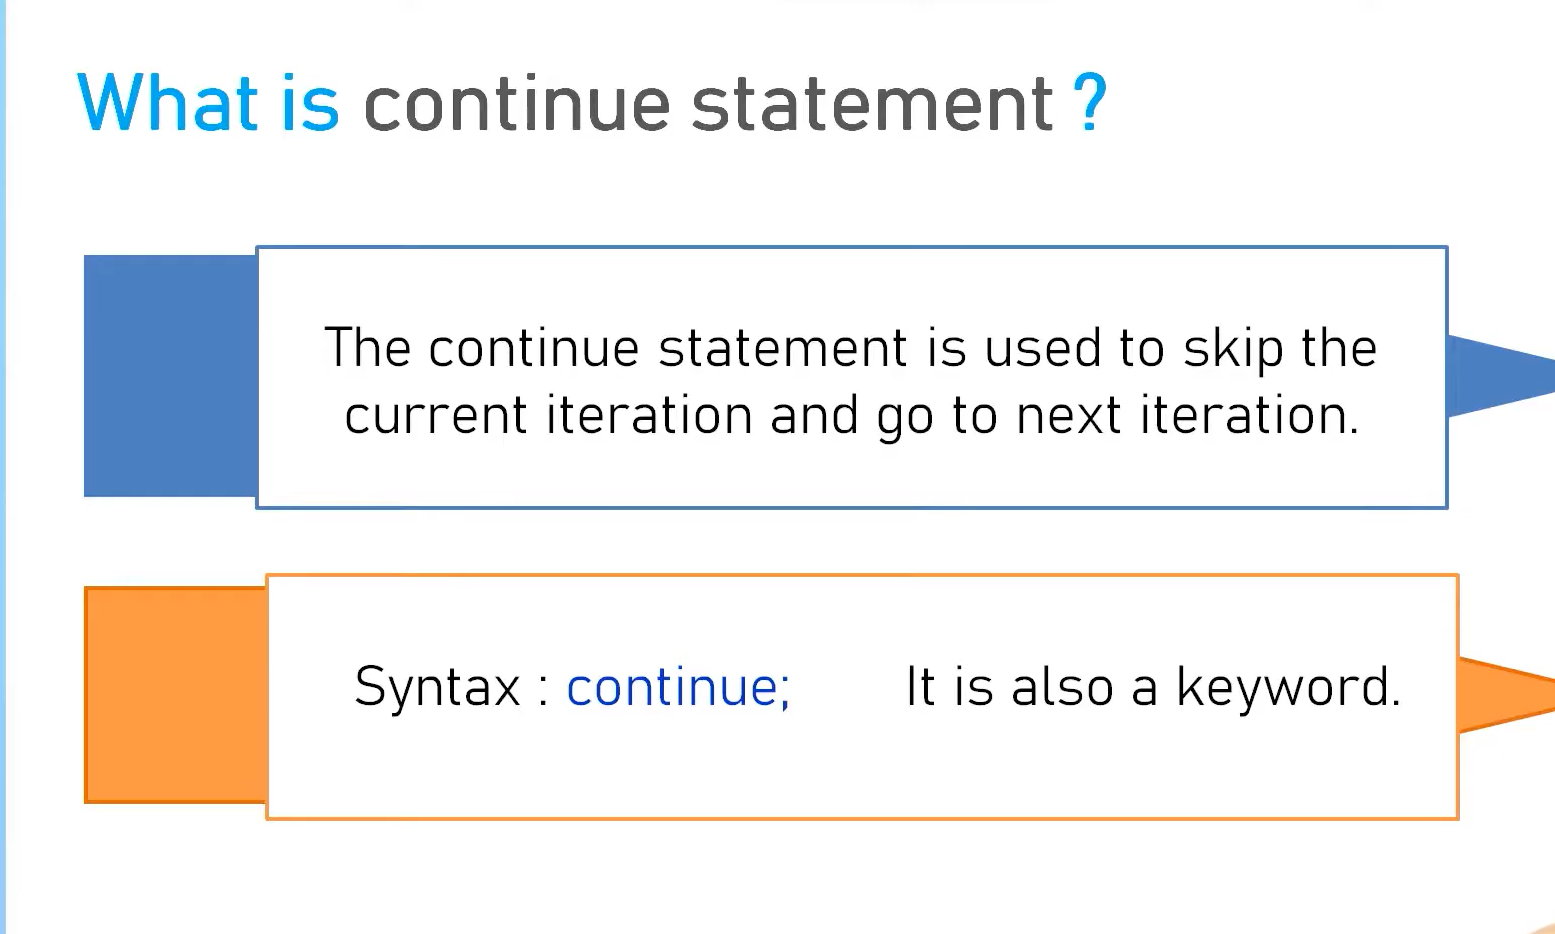 What is continue statement ?
The continue statement is used to skip the
current iteration and go to next iteration.
Syntax : continue; It is also a keyword.